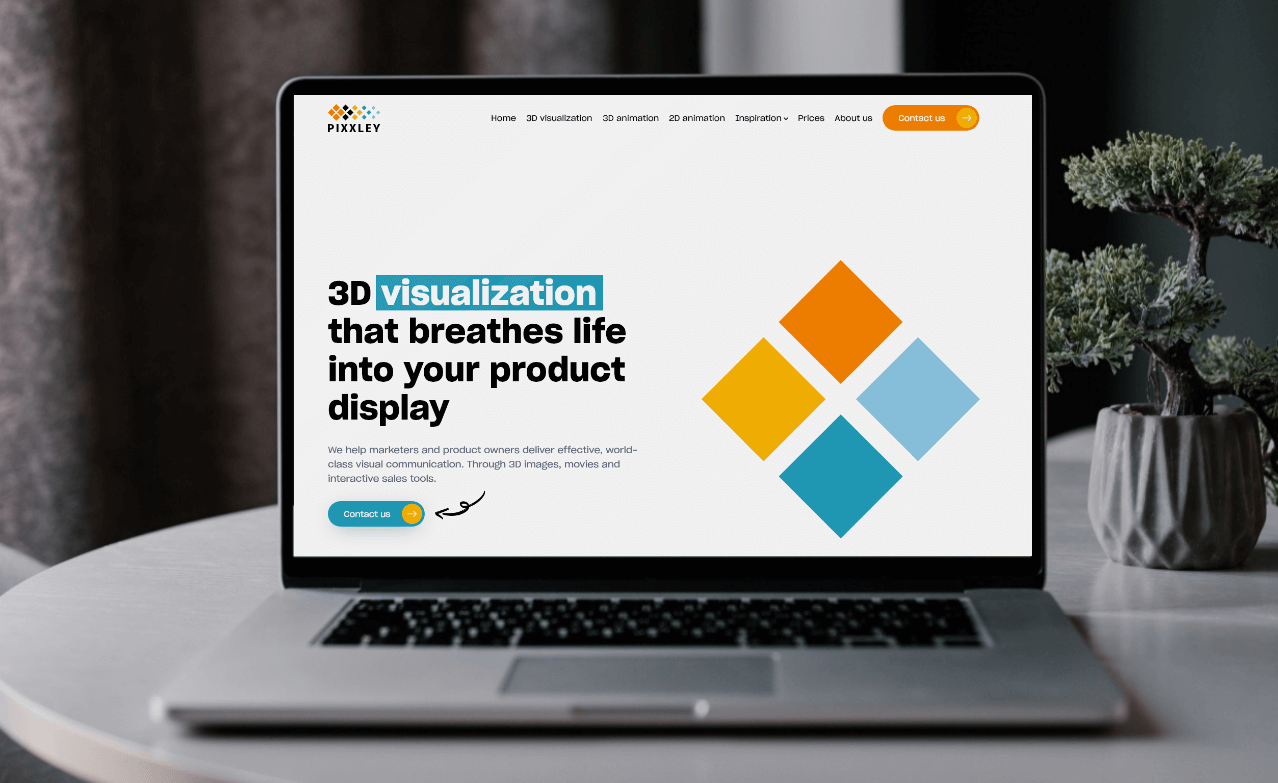 PIXXLEY
Home 3D visualization 3D animation 2D animation Inspiration Prices About us Contact us
3D visualization
that breathes life
into your product
display
We help marketers and product owners deliver effective, world-
class visual communication. Through 3D images, movies and
interactive sales tools.
Contact us